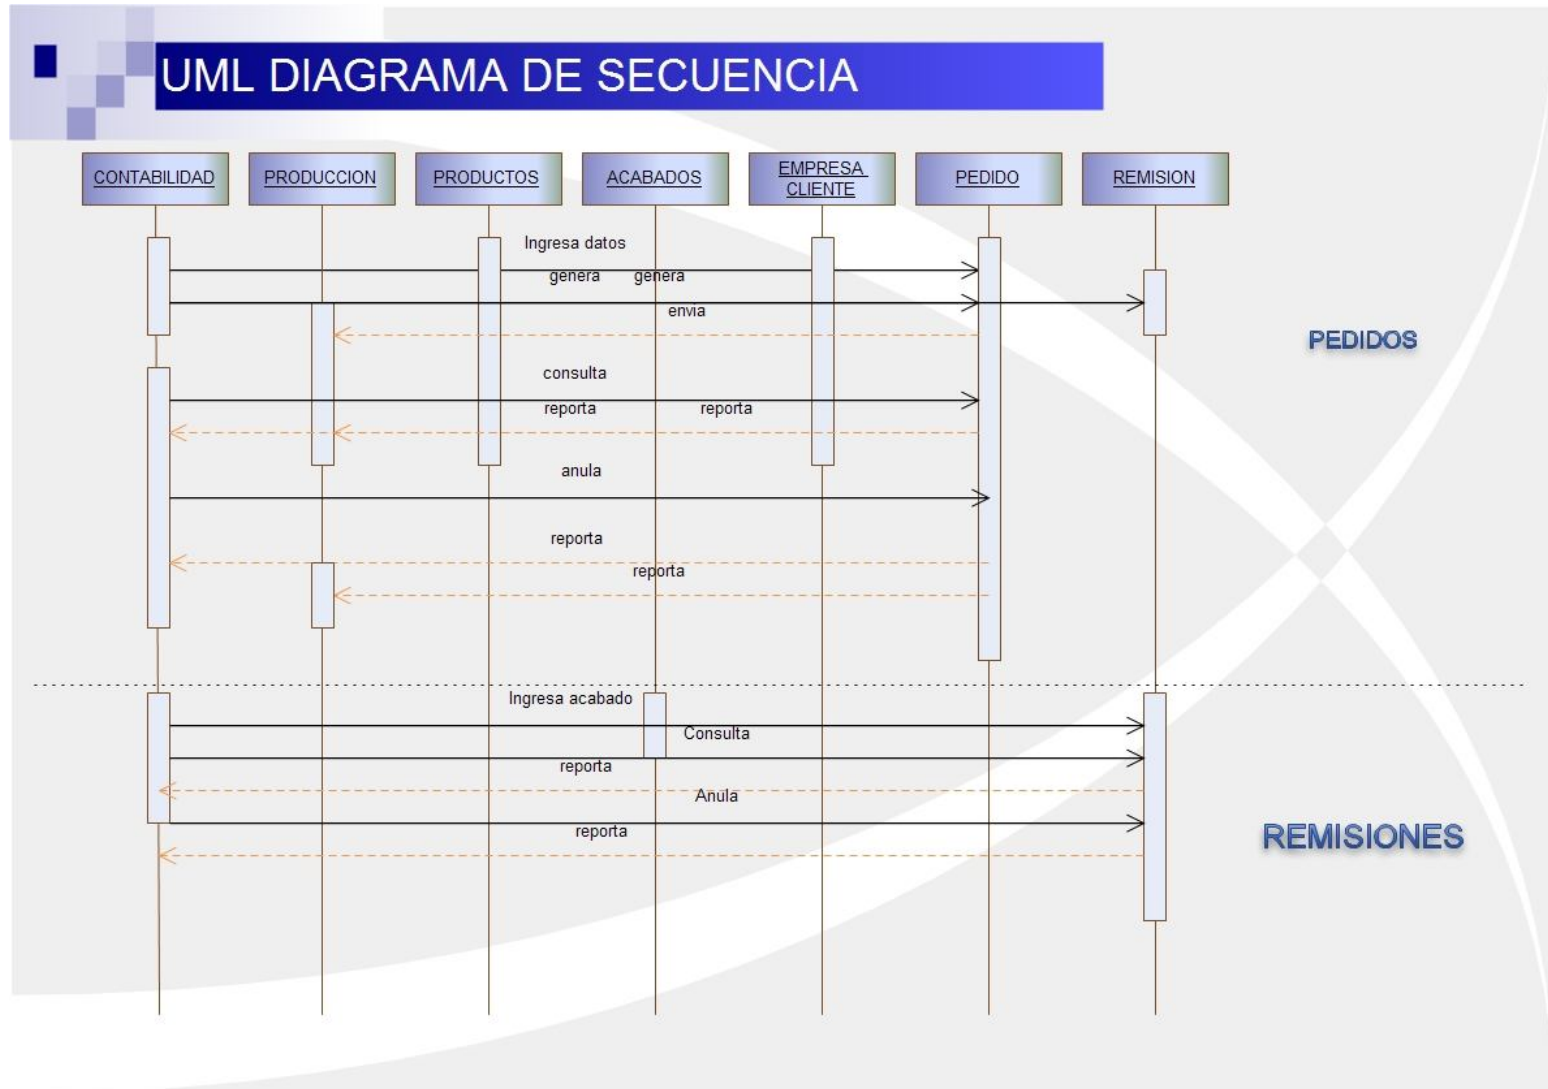 UML DIAGRAMA DE SECUENCIA
CONTABILIDAD
PRODUCCION
PRODUCTOS
ACABADOS
EMPRESA
CLIENTE
PEDIDO
REMISION
Ingresa datos
genera
genera
envia
PEDIDOS
consulta
reporta
reporta
anula
reporta
reporta
Ingresa acabado
Consulta
reporta
Anula
reporta
REMISIONES